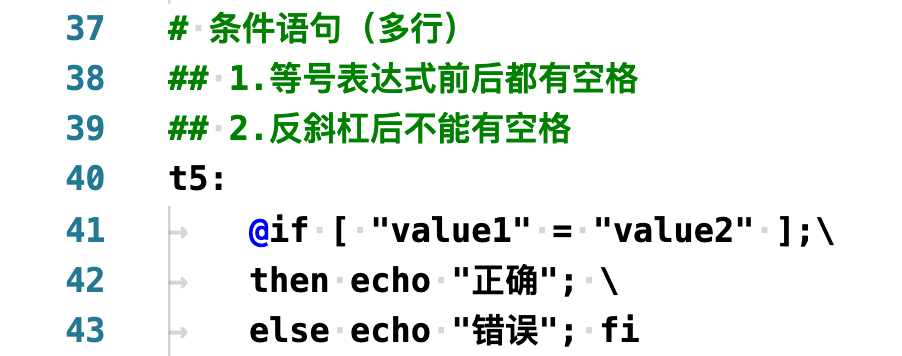 37 # 条件语句（多行）
38 ## 1.等号表达式前后都有空格
39 ## 2.反斜杠后不能有空格
40 t5:
41 @if [ "value1" = "value2" ];\
42 then echo "正确"; \
43 else echo "错误"; fi